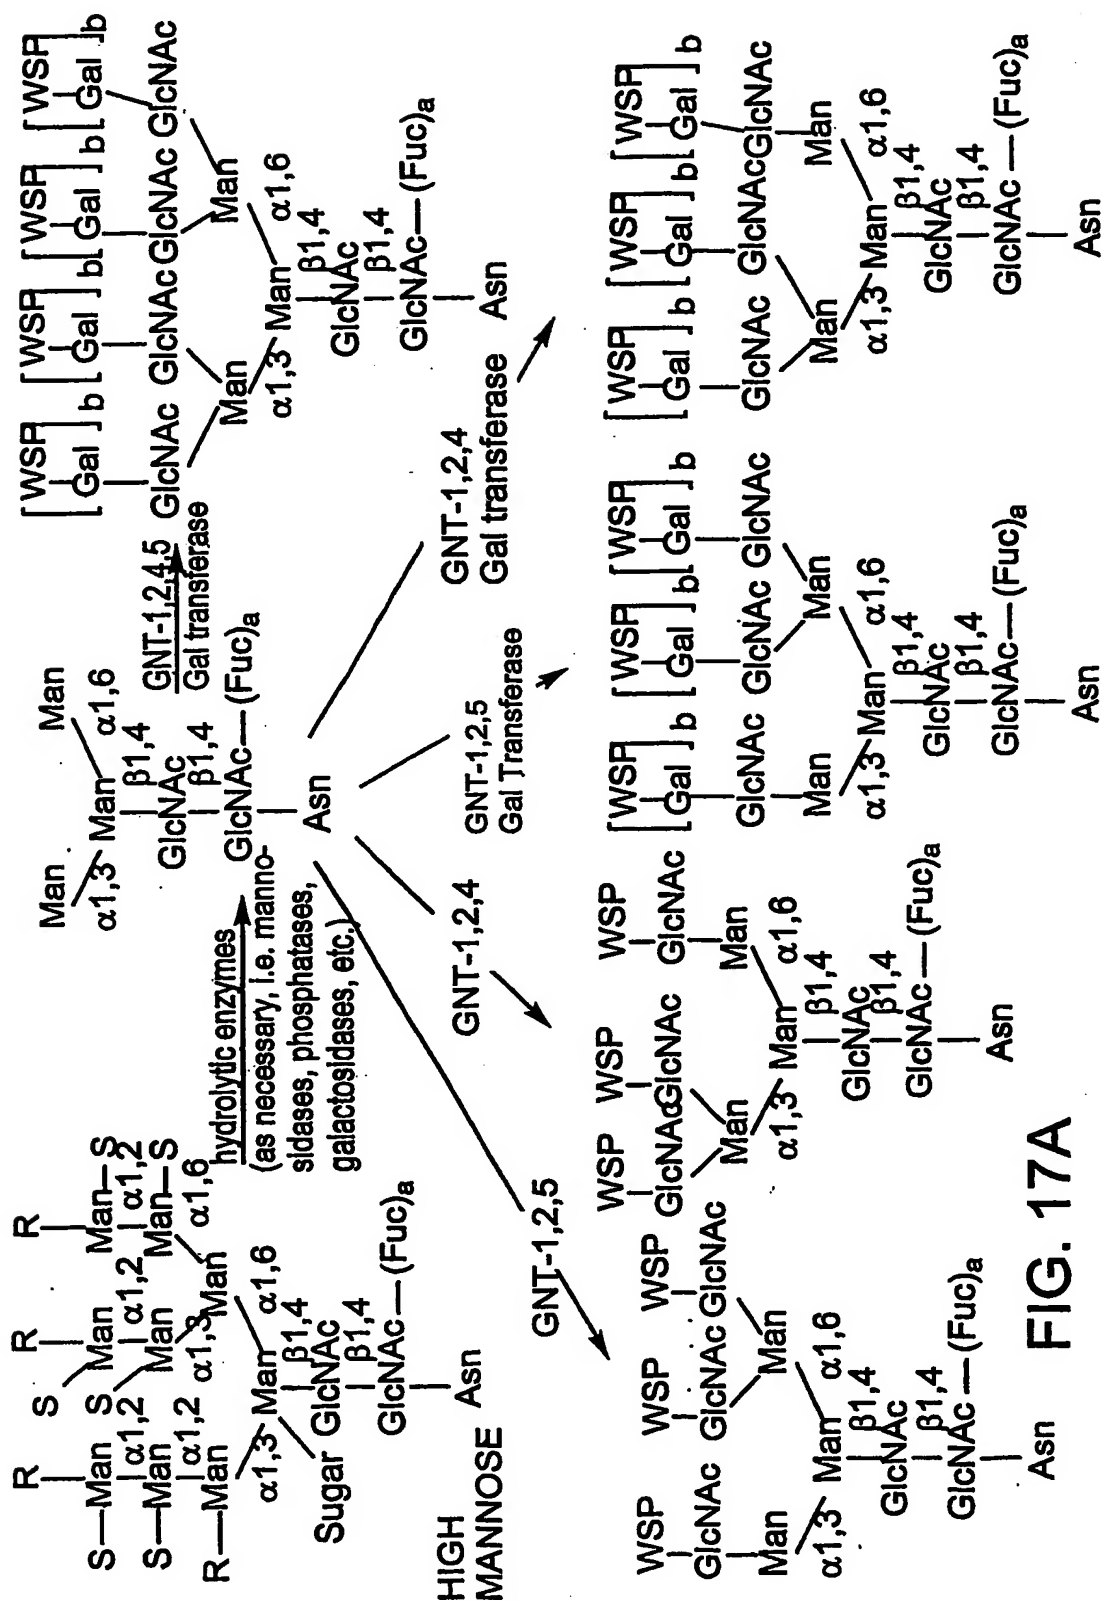 R R R
S
S—Man Man Man—S
α1,2 α1,2 α1,2
S—Man S Man Man—S
α1,2 α1,3 α1,6
R—Man Man
α1,3 Man α1,6
β1,4
Sugar GlcNAc
β1,4
GlcNAc—(Fuc)a
Asn
HIGH
MANNOSE
hydrolytic enzymes
(as necessary, i.e. manno-
sidases, phosphatases,
galactosidases, etc.)
Man Man
α1,3 Man α1,6
β1,4
GlcNAc
β1,4
GlcNAc—(Fuc)a
Asn
GNT-1,2,4,5
Gal transferase
[WSP] [WSP] [WSP] [WSP]
[Gal]b [Gal]b [Gal]b [Gal]b
GlcNAc GlcNAc GlcNAc GlcNAc
Man Man
α1,3 Man α1,6
β1,4
GlcNAc
β1,4
GlcNAc—(Fuc)a
Asn
GNT-1,2,5
GNT-1,2,4
GNT-1,2,5
Gal Transferase
GNT-1,2,4
Gal transferase
WSP WSP WSP
GlcNAc GlcNAc GlcNAc
Man Man
α1,3 Man α1,6
β1,4
GlcNAc
β1,4
GlcNAc—(Fuc)a
Asn
WSP WSP WSP
GlcNAc GlcNAc GlcNAc
Man Man
α1,3 Man α1,6
β1,4
GlcNAc
β1,4
GlcNAc—(Fuc)a
Asn
[WSP] [WSP] [WSP]
[Gal]b [Gal]b [Gal]b
GlcNAc GlcNAc GlcNAc
Man Man
α1,3 Man α1,6
β1,4
GlcNAc
β1,4
GlcNAc—(Fuc)a
Asn
[WSP] [WSP] [WSP]
[Gal]b [Gal]b [Gal]b
GlcNAc GlcNAc GlcNAc
Man Man
α1,3 Man α1,6
β1,4
GlcNAc
β1,4
GlcNAc—(Fuc)a
Asn
FIG. 17A